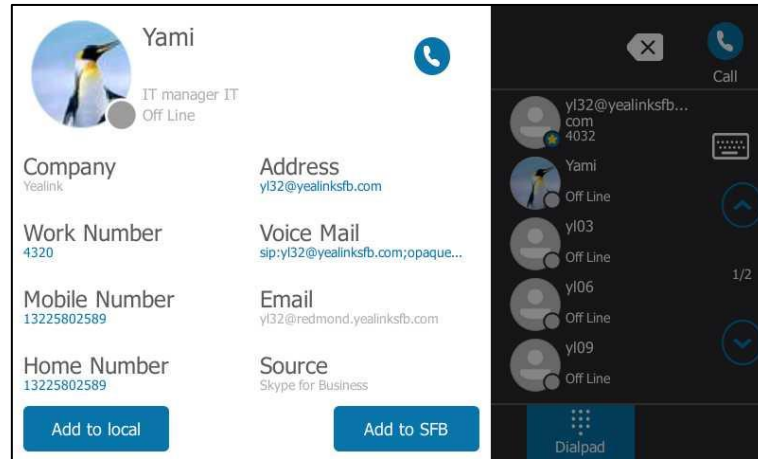 Yami
IT manager IT
Off Line
Company
Yealink
Address
yl32@yealinksfb.com
Work Number
4320
Voice Mail
sip:yl32@yealinksfb.com;opaque...
Mobile Number
13225802589
Email
yl32@redmond.yealinksfb.com
Home Number
13225802589
Source
Skype for Business
Add to local
Add to SFB
Call
yl32@yealinksfb...
com
4032
Yami
Off Line
yl03
Off Line
1/2
yl06
Off Line
yl09
Off Line
Dialpad